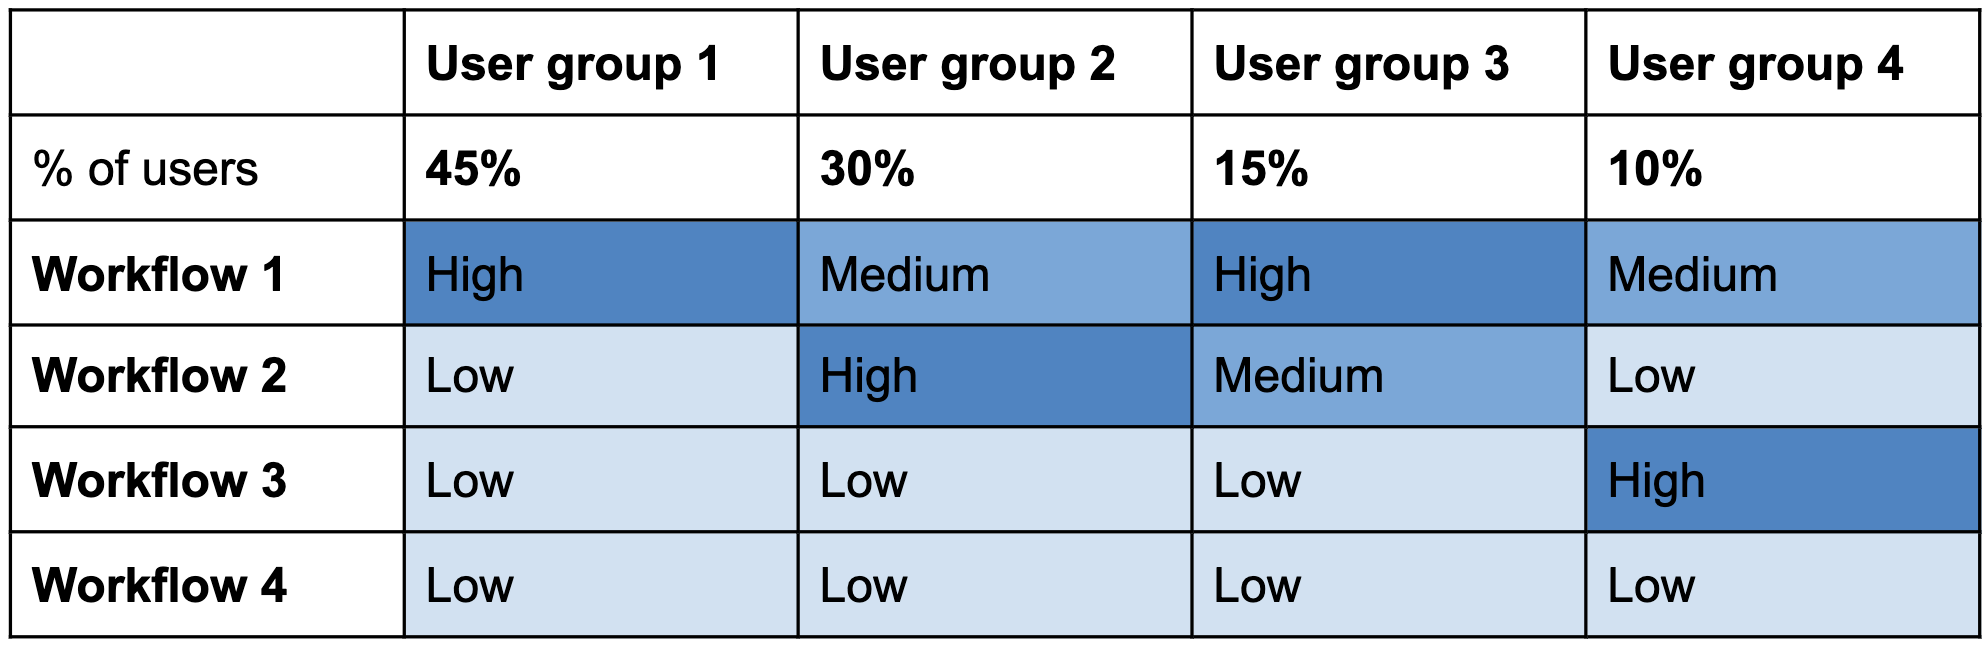 User group 1 User group 2 User group 3 User group 4
% of users 45% 30% 15% 10%
Workflow 1 High Medium High Medium
Workflow 2 Low High Medium Low
Workflow 3 Low Low Low High
Workflow 4 Low Low Low Low